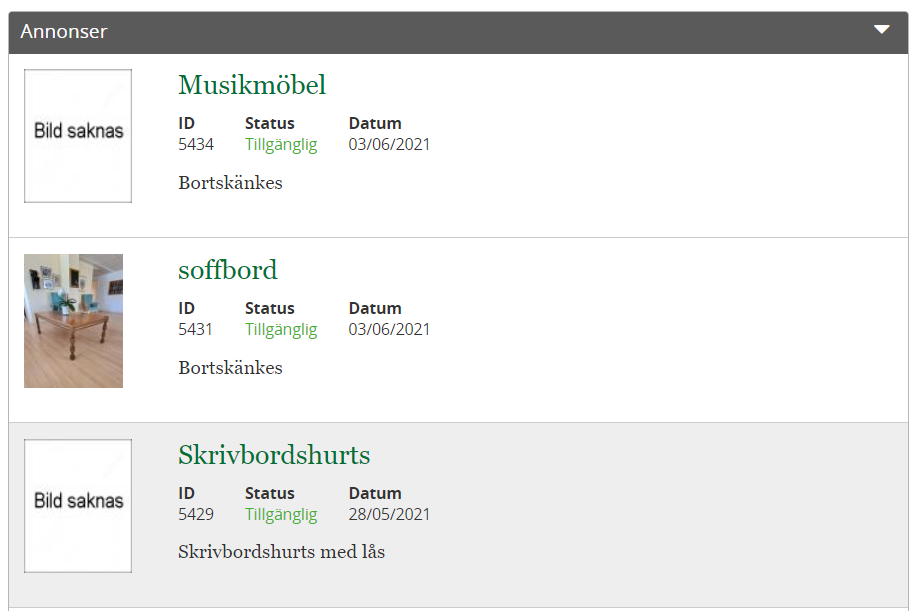 Annonser
Bild saknas
Musikmöbel
ID Status Datum
5434 Tillgänglig 03/06/2021
Bortskänkes
soffbord
ID Status Datum
5431 Tillgänglig 03/06/2021
Bortskänkes
Bild saknas
Skrivbordshurts
ID Status Datum
5429 Tillgänglig 28/05/2021
Skrivbordshurts med lås